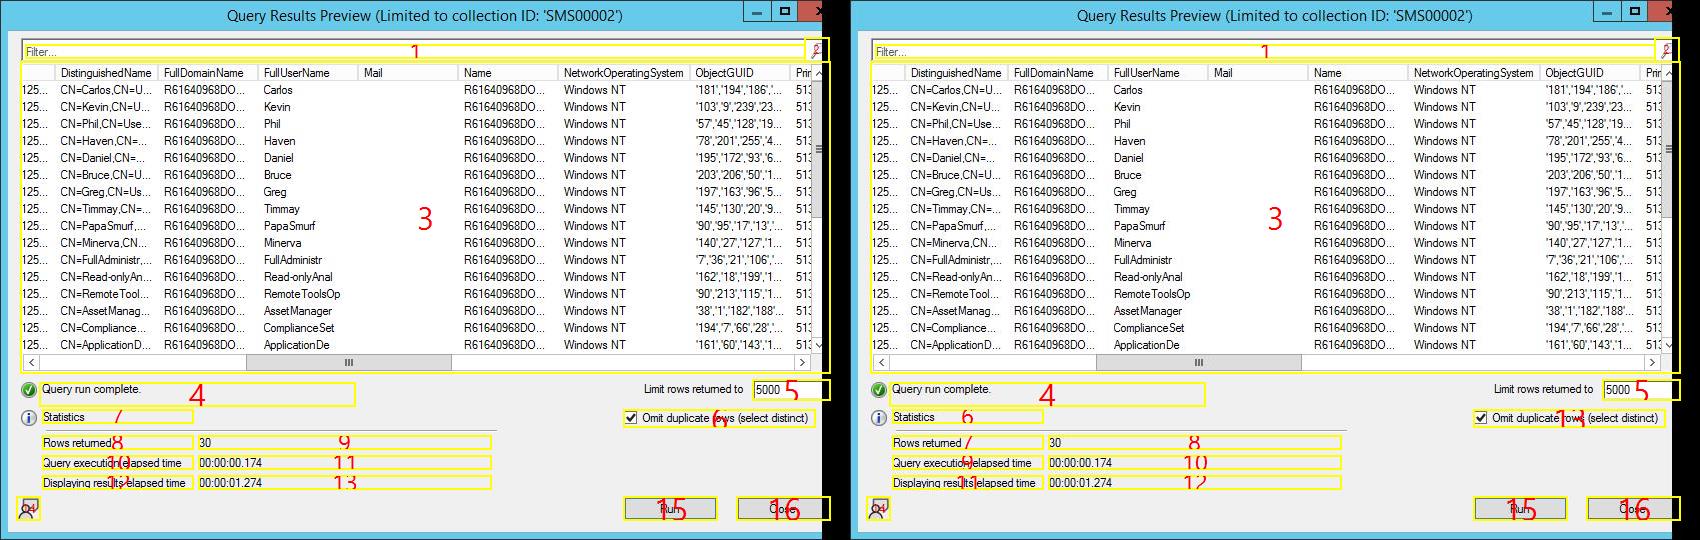 Query Results Preview (Limited to collection ID: 'SMS00002')
Filter...
1
2
DistinguishedName FullDomainName FullUserName Mail Name NetworkOperatingSystem ObjectGUID Prir
125... CN=Carlos,CN=U... R61640968DO... Carlos R61640968DO... Windows NT '181','194','186','... 513
125... CN=Kevin,CN=U... R61640968DO... Kevin R61640968DO... Windows NT '103','9','239','23... 513
125... CN=Phil,CN=Use... R61640968DO... Phil R61640968DO... Windows NT '57','45','128','19... 513
125... CN=Haven,CN=... R61640968DO... Haven R61640968DO... Windows NT '78','201','255','4... 513
125... CN=Daniel,CN=... R61640968DO... Daniel R61640968DO... Windows NT '195','172','93','6... 513
125... CN=Bruce,CN=U... R61640968DO... Bruce R61640968DO... Windows NT '203','206','50','1... 513
125... CN=Greg,CN=Us... R61640968DO... Greg R61640968DO... Windows NT '197','163','96','5... 513
125... CN=Timmay,CN=... R61640968DO... Timmay R61640968DO... Windows NT '145','130','20','9... 513
125... CN=PapaSmurf,... R61640968DO... PapaSmurf R61640968DO... Windows NT '90','95','17','13','... 513
3
125... CN=Minerva,CN... R61640968DO... Minerva R61640968DO... Windows NT '140','27','127','1... 513
125... CN=FullAdministr... R61640968DO... FullAdministr R61640968DO... Windows NT '7','36','21','106',... 513
125... CN=Read-onlyAn... R61640968DO... Read-onlyAnal R61640968DO... Windows NT '162','18','199','1... 513
125... CN=RemoteTool... R61640968DO... RemoteToolsOp R61640968DO... Windows NT '90','213','115','1... 513
125... CN=AssetManag... R61640968DO... AssetManager R61640968DO... Windows NT '38','1','182','188'... 513
125... CN=Compliance... R61640968DO... ComplianceSet R61640968DO... Windows NT '194','7','66','28',... 513
125... CN=ApplicationD... R61640968DO... ApplicationDe R61640968DO... Windows NT '161','60','143','1... 513
Query run complete.
4
Limit rows returned to 5000
5
Statistics
7
Omit duplicate rows (select distinct)
6
Rows returned 30
8 9
Query execution elapsed time 00:00:00.174
10 11
Displaying results elapsed time 00:00:01.274
12 13
14
Run
15
Close
16
Query Results Preview (Limited to collection ID: 'SMS00002')
Filter...
1
2
DistinguishedName FullDomainName FullUserName Mail Name NetworkOperatingSystem ObjectGUID Prir
125... CN=Carlos,CN=U... R61640968DO... Carlos R61640968DO... Windows NT '181','194','186','... 513
125... CN=Kevin,CN=U... R61640968DO... Kevin R61640968DO... Windows NT '103','9','239','23... 513
125... CN=Phil,CN=Use... R61640968DO... Phil R61640968DO... Windows NT '57','45','128','19... 513
125... CN=Haven,CN=... R61640968DO... Haven R61640968DO... Windows NT '78','201','255','4... 513
125... CN=Daniel,CN=... R61640968DO... Daniel R61640968DO... Windows NT '195','172','93','6... 513
125... CN=Bruce,CN=U... R61640968DO... Bruce R61640968DO... Windows NT '203','206','50','1... 513
125... CN=Greg,CN=Us... R61640968DO... Greg R61640968DO... Windows NT '197','163','96','5... 513
125... CN=Timmay,CN=... R61640968DO... Timmay R61640968DO... Windows NT '145','130','20','9... 513
125... CN=PapaSmurf,... R61640968DO... PapaSmurf R61640968DO... Windows NT '90','95','17','13','... 513
3
125... CN=Minerva,CN... R61640968DO... Minerva R61640968DO... Windows NT '140','27','127','1... 513
125... CN=FullAdministr... R61640968DO... FullAdministr R61640968DO... Windows NT '7','36','21','106',... 513
125... CN=Read-onlyAn... R61640968DO... Read-onlyAnal R61640968DO... Windows NT '162','18','199','1... 513
125... CN=RemoteTool... R61640968DO... RemoteToolsOp R61640968DO... Windows NT '90','213','115','1... 513
125... CN=AssetManag... R61640968DO... AssetManager R61640968DO... Windows NT '38','1','182','188'... 513
125... CN=Compliance... R61640968DO... ComplianceSet R61640968DO... Windows NT '194','7','66','28',... 513
125... CN=ApplicationD... R61640968DO... ApplicationDe R61640968DO... Windows NT '161','60','143','1... 513
Query run complete.
4
Limit rows returned to 5000
5
Statistics
6
Omit duplicate rows (select distinct)
13
Rows returned 30
7 8
Query execution elapsed time 00:00:00.174
9 10
Displaying results elapsed time 00:00:01.274
11 12
14
Run
15
Close
16